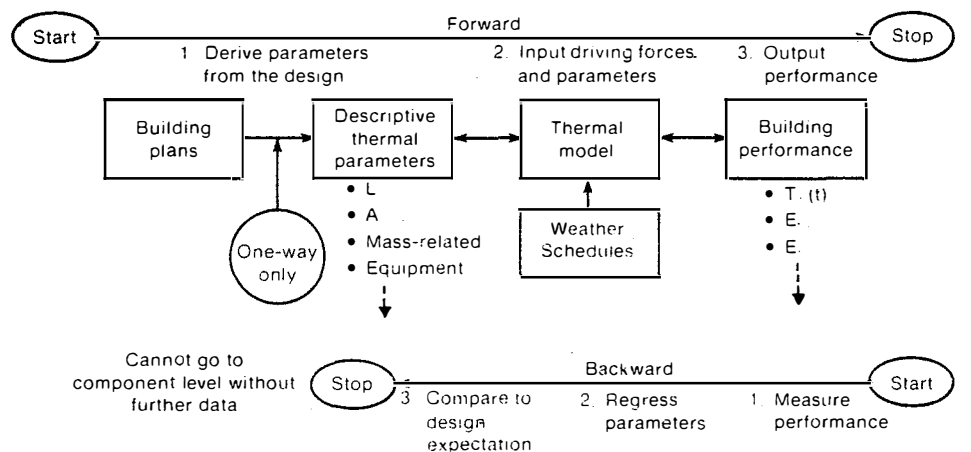 Forward
Start
Stop
1 Derive parameters
from the design
2. Input driving forces.
and parameters
3. Output
performance
Building
plans
Descriptive
thermal
parameters
Thermal
model
Building
performance
• L
• A
• Mass-related
• Equipment
One-way
only
Weather
Schedules
• T. (t)
• E.
• E.
Cannot go to
component level without
further data
Stop
Backward
Start
3 Compare to
design
expectation
2. Regress
parameters
1. Measure
performance